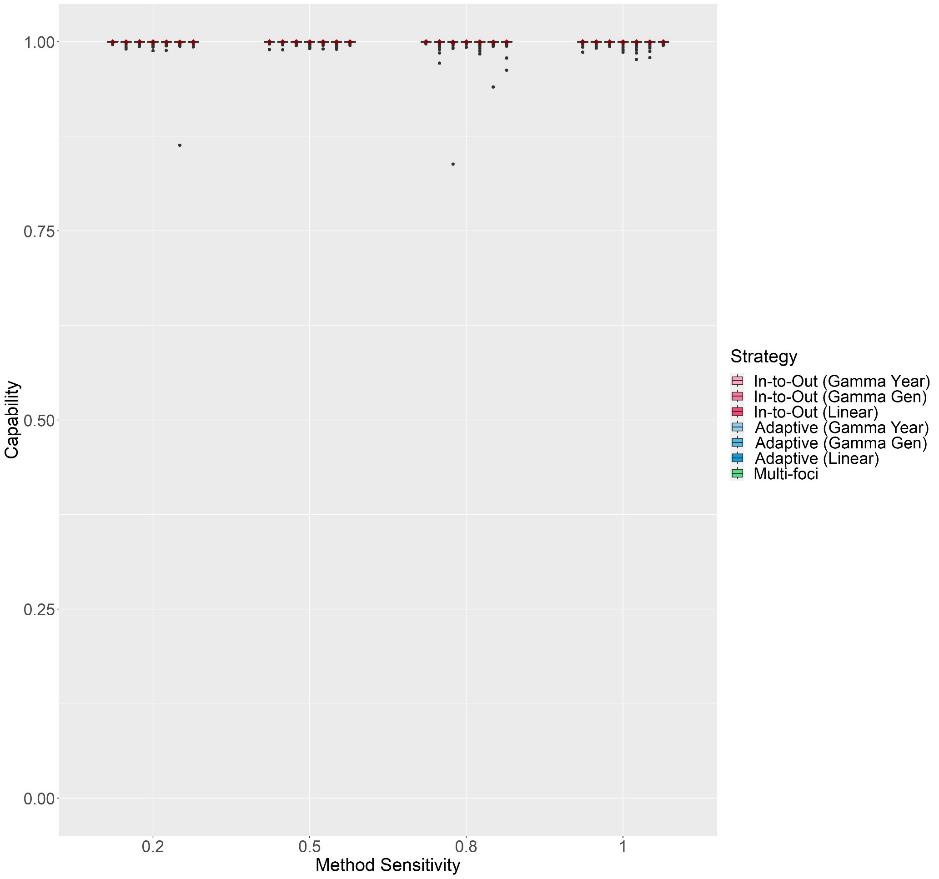 1.00
0.75
0.50
0.25
0.00
Capability
0.2 0.5 0.8 1
Method Sensitivity
Strategy
In-to-Out (Gamma Year)
In-to-Out (Gamma Gen)
In-to-Out (Linear)
Adaptive (Gamma Year)
Adaptive (Gamma Gen)
Adaptive (Linear)
Multi-foci